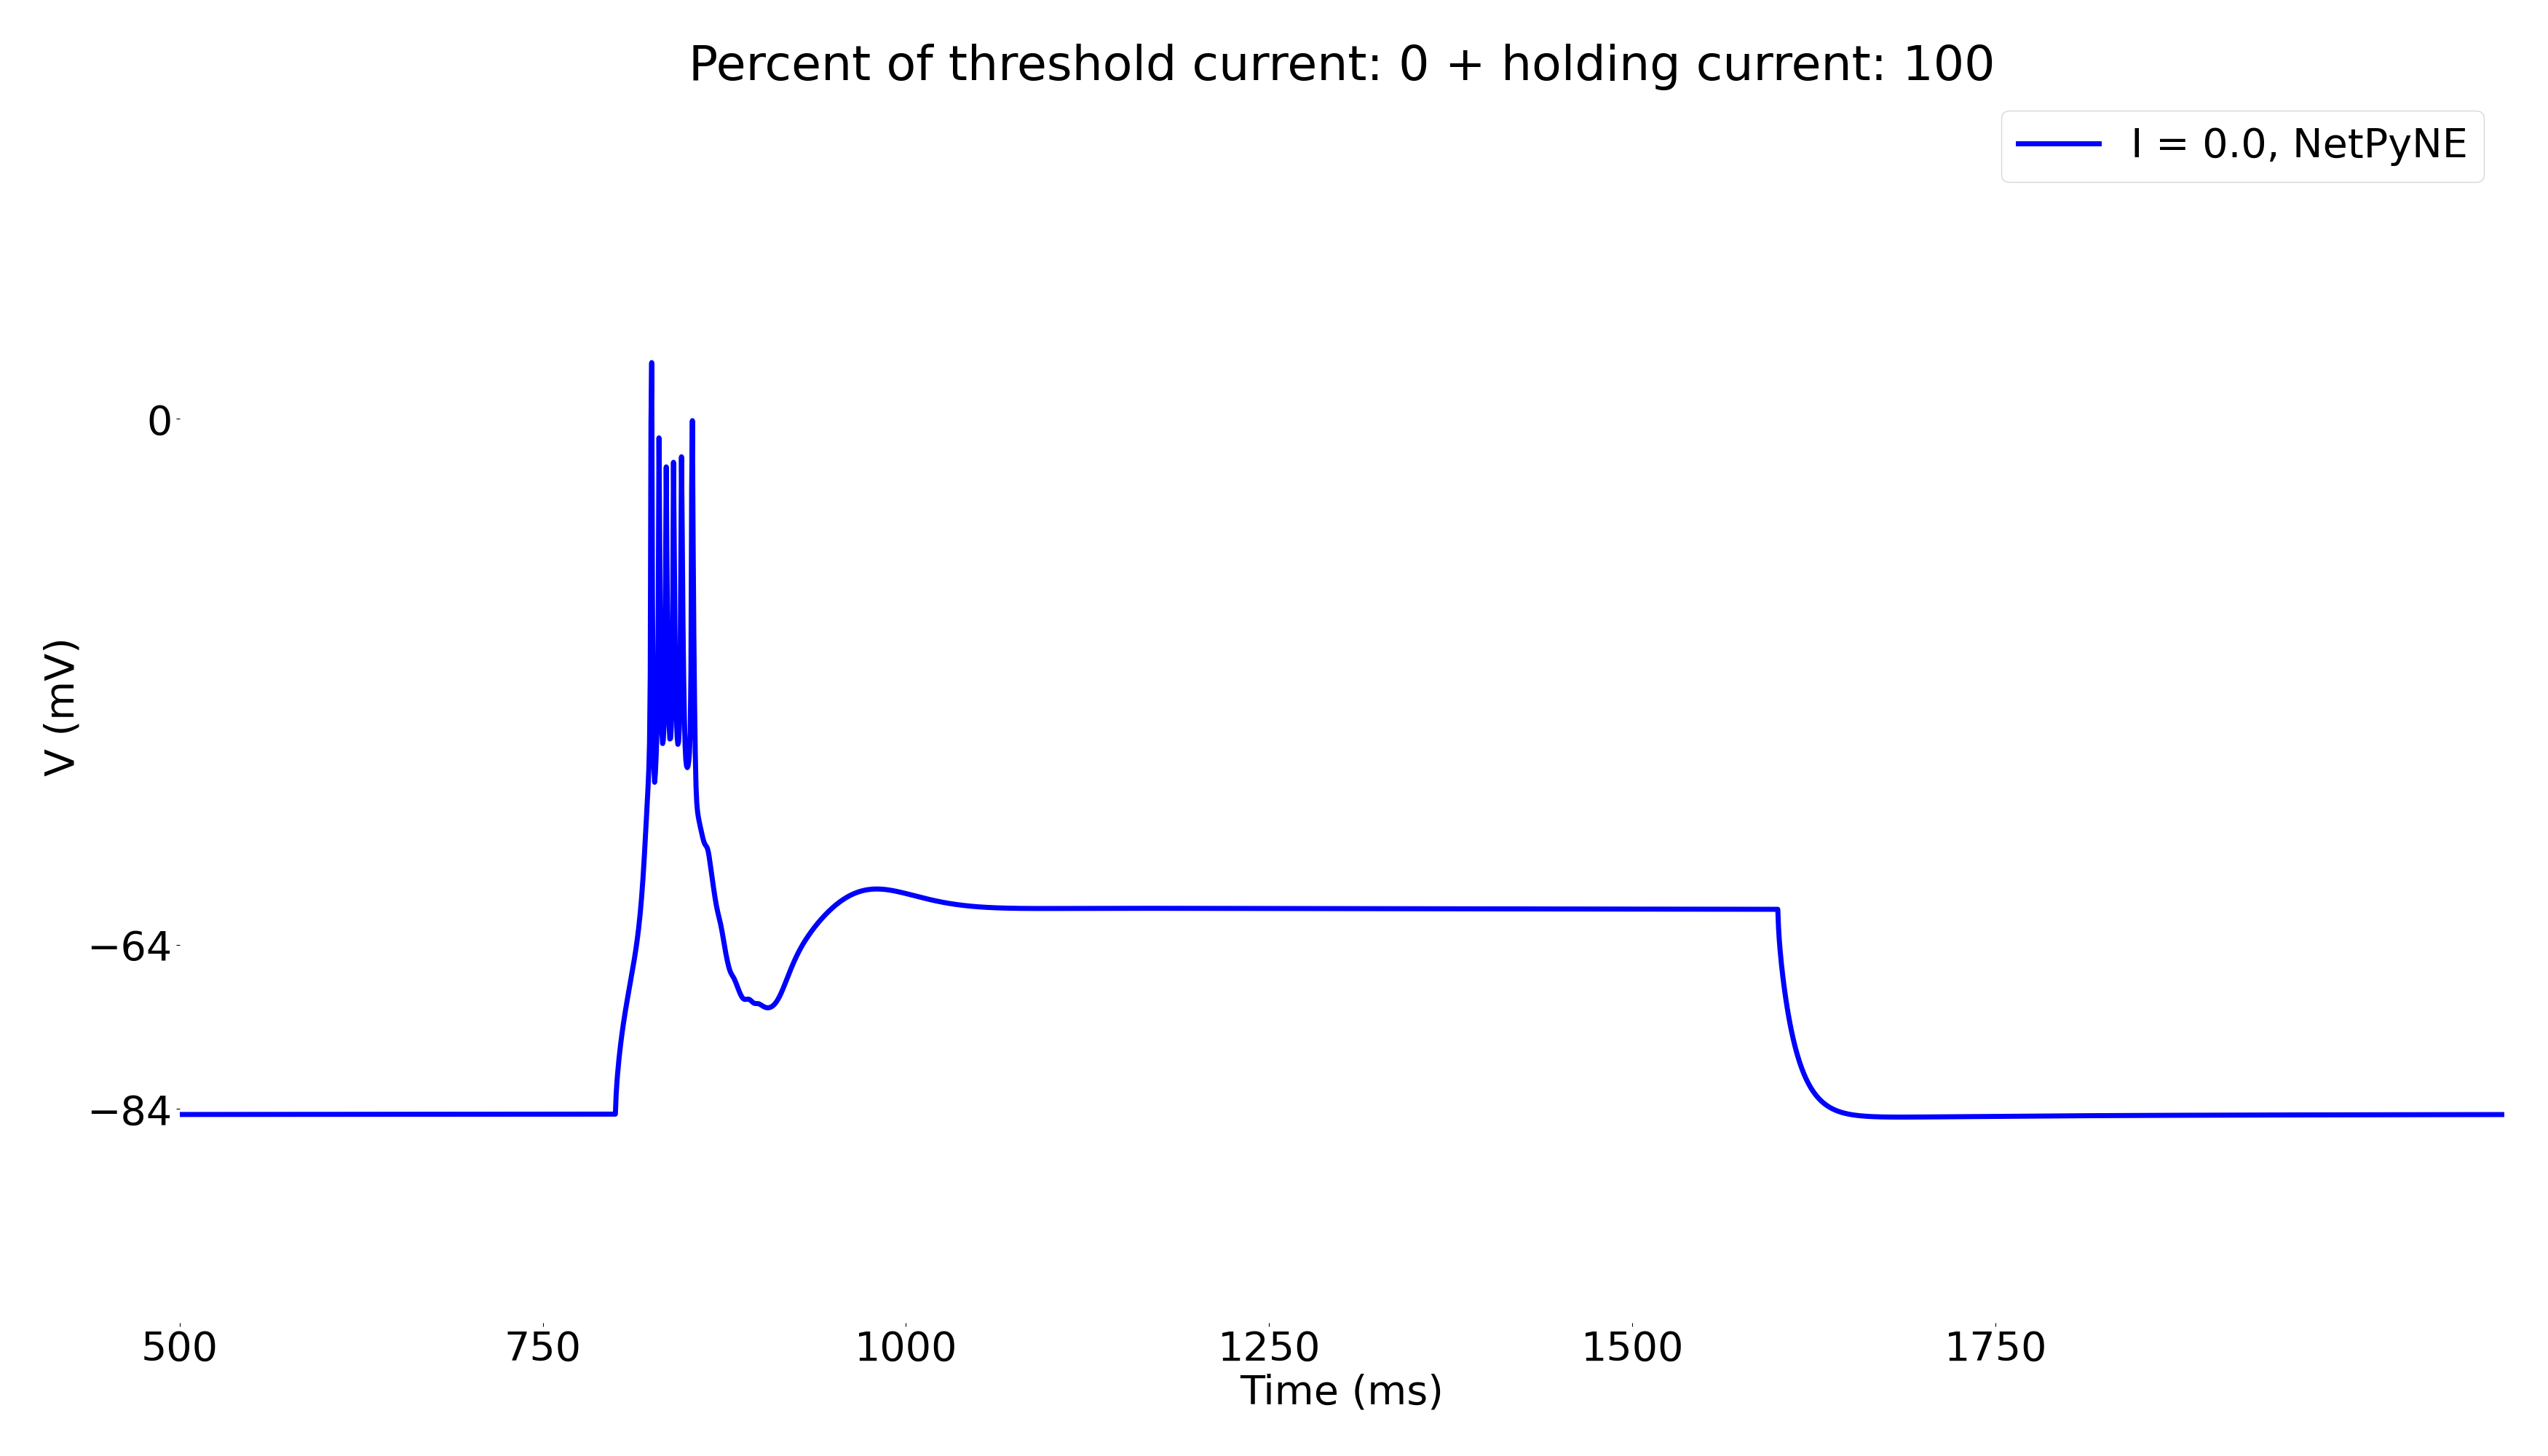 Percent of threshold current: 0 + holding current: 100
I = 0.0, NetPyNE
0
V (mV)
−64
−84
500 750 1000 1250 1500 1750
Time (ms)